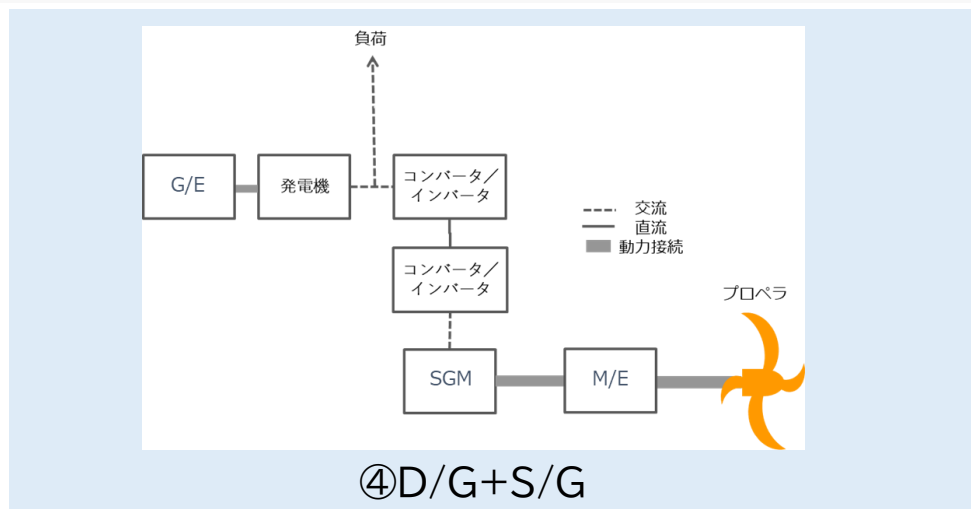 負荷
G/E
発電機
コンバータ／
インバータ
交流
直流
動力接続
コンバータ／
インバータ
プロペラ
SGM
M/E
④D/G+S/G